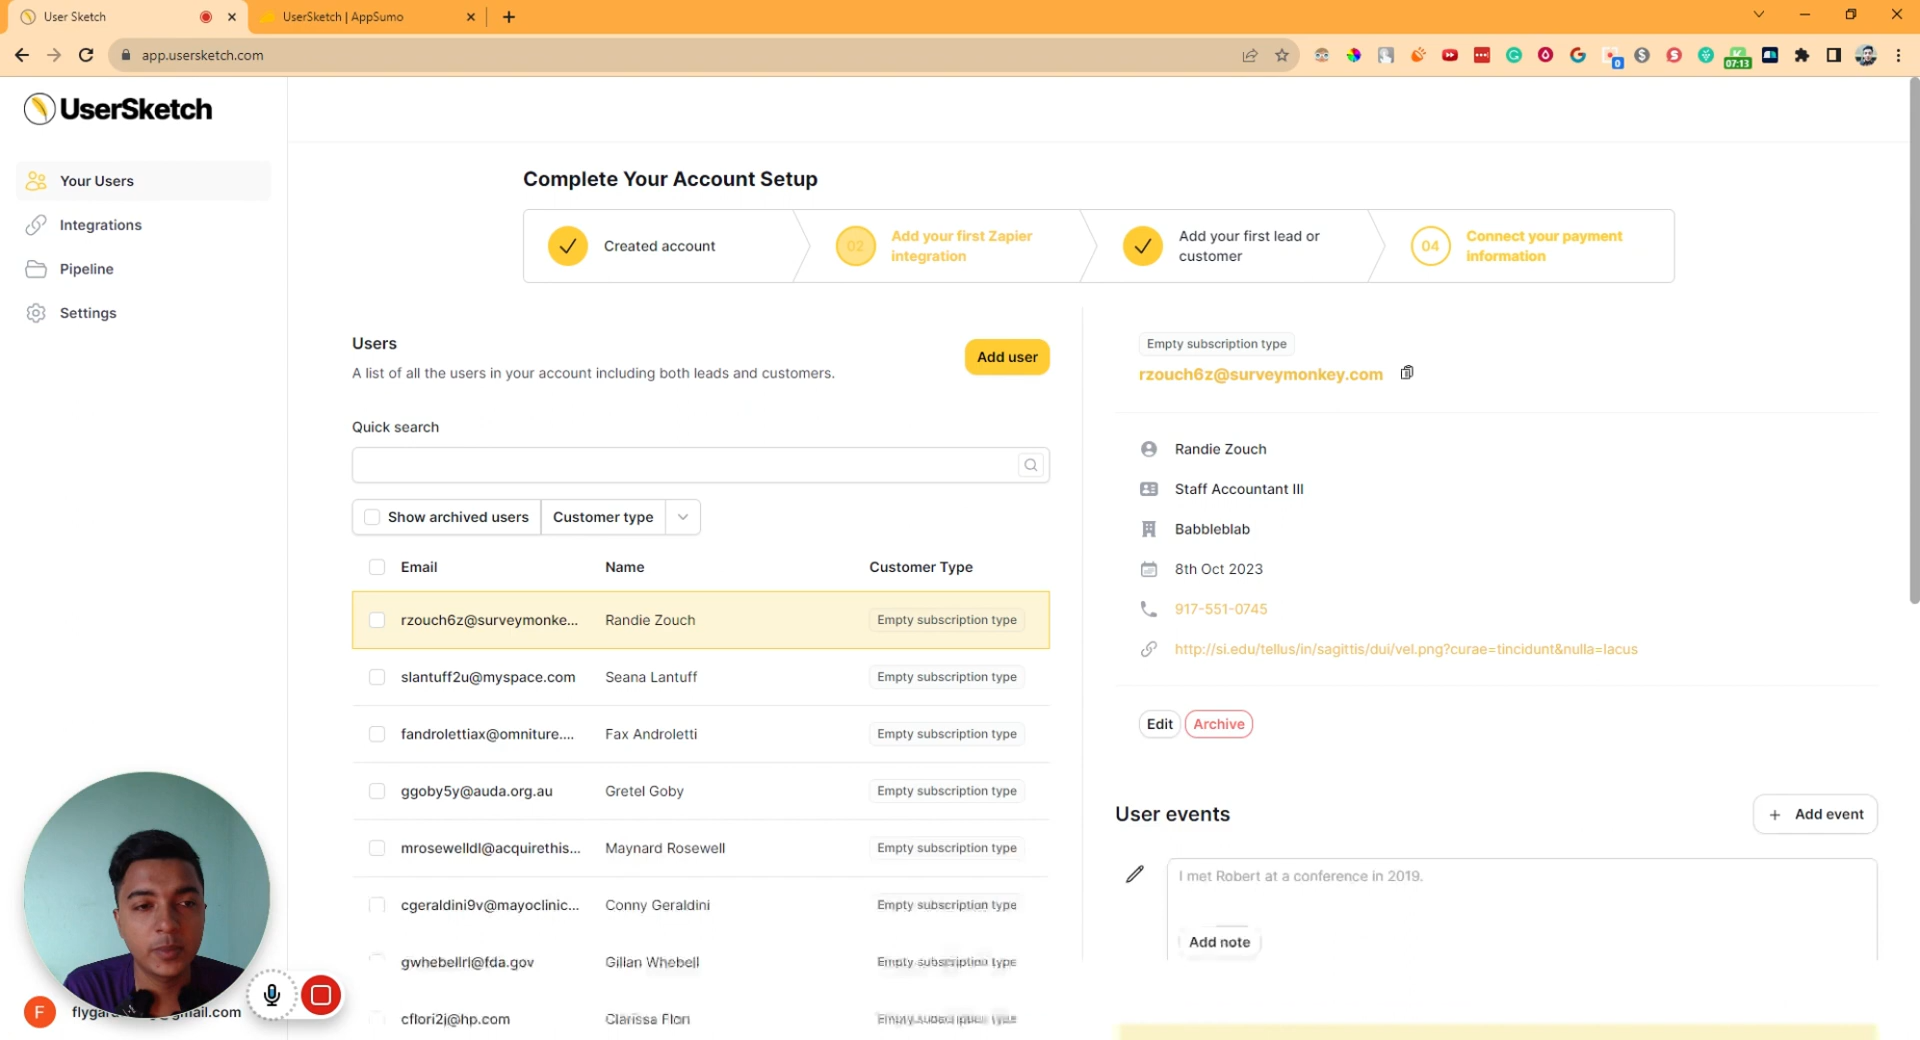 User Sketch
UserSketch | AppSumo
app.usersketch.com
0
07:13
UserSketch
Your Users
Integrations
Pipeline
Settings
Complete Your Account Setup
Created account
02
Add your first Zapier
integration
Add your first lead or
customer
04
Connect your payment
information
Users
Add user
A list of all the users in your account including both leads and customers.
Quick search
Show archived users
Customer type
Email Name Customer Type
rzouch6z@surveymonke... Randie Zouch Empty subscription type
slantuff2u@myspace.com Seana Lantuff Empty subscription type
fandrolettiax@omniture.... Fax Androletti Empty subscription type
ggoby5y@auda.org.au Gretel Goby Empty subscription type
mrosewelldl@acquirethis... Maynard Rosewell Empty subscription type
cgeraldini9v@mayoclinic... Conny Geraldini Empty subscription type
gwhebellrl@fda.gov Gilan Whebell Empty subscription type
cflori2j@hp.com Clarissa Flori Empty subscription type
Empty subscription type
rzouch6z@surveymonkey.com
Randie Zouch
Staff Accountant III
Babbleblab
8th Oct 2023
917-551-0745
http://si.edu/tellus/in/sagittis/dui/vel.png?curae=tincidunt&nulla=lacus
Edit Archive
User events
+ Add event
I met Robert at a conference in 2019.
Add note
F